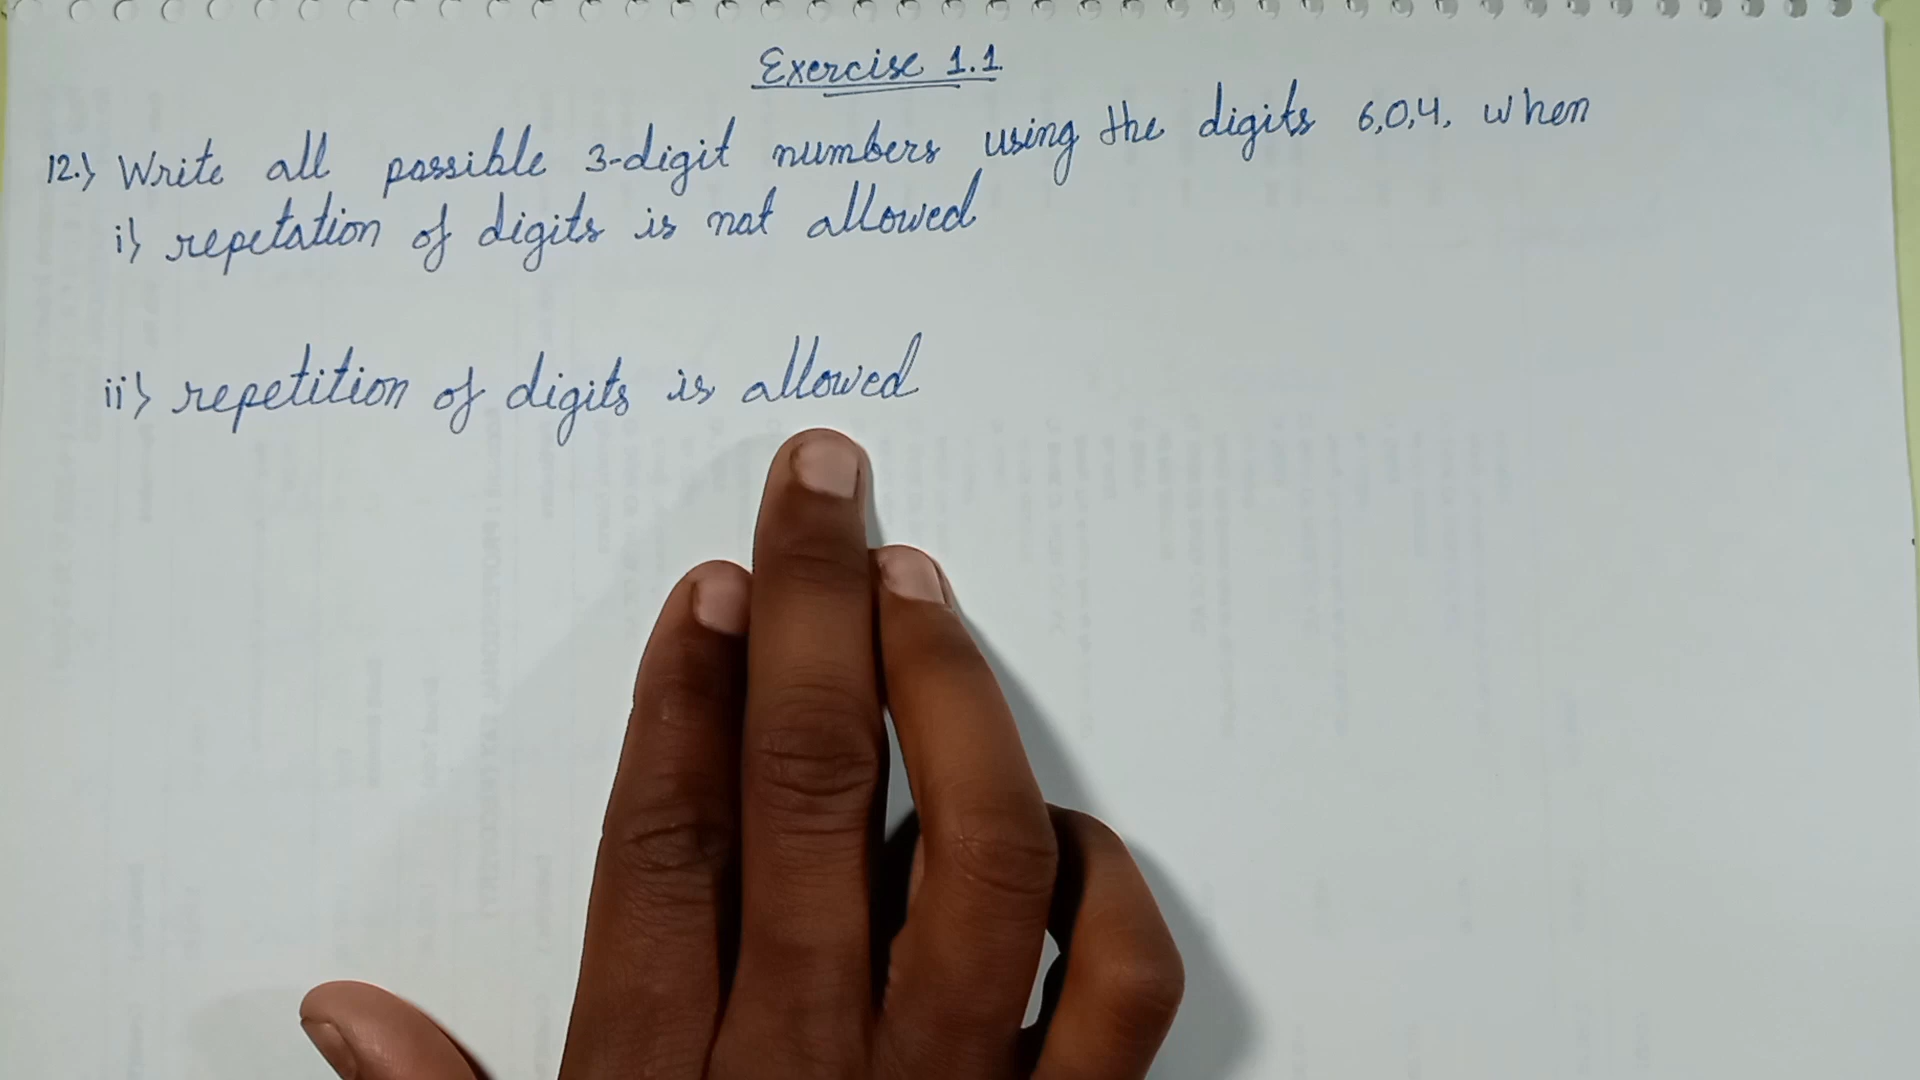 Exercise 1.1
12.) Write all possible 3-digit numbers using the digits 6,0,4, when
i) repetation of digits is not allowed
ii) repetition of digits is allowed